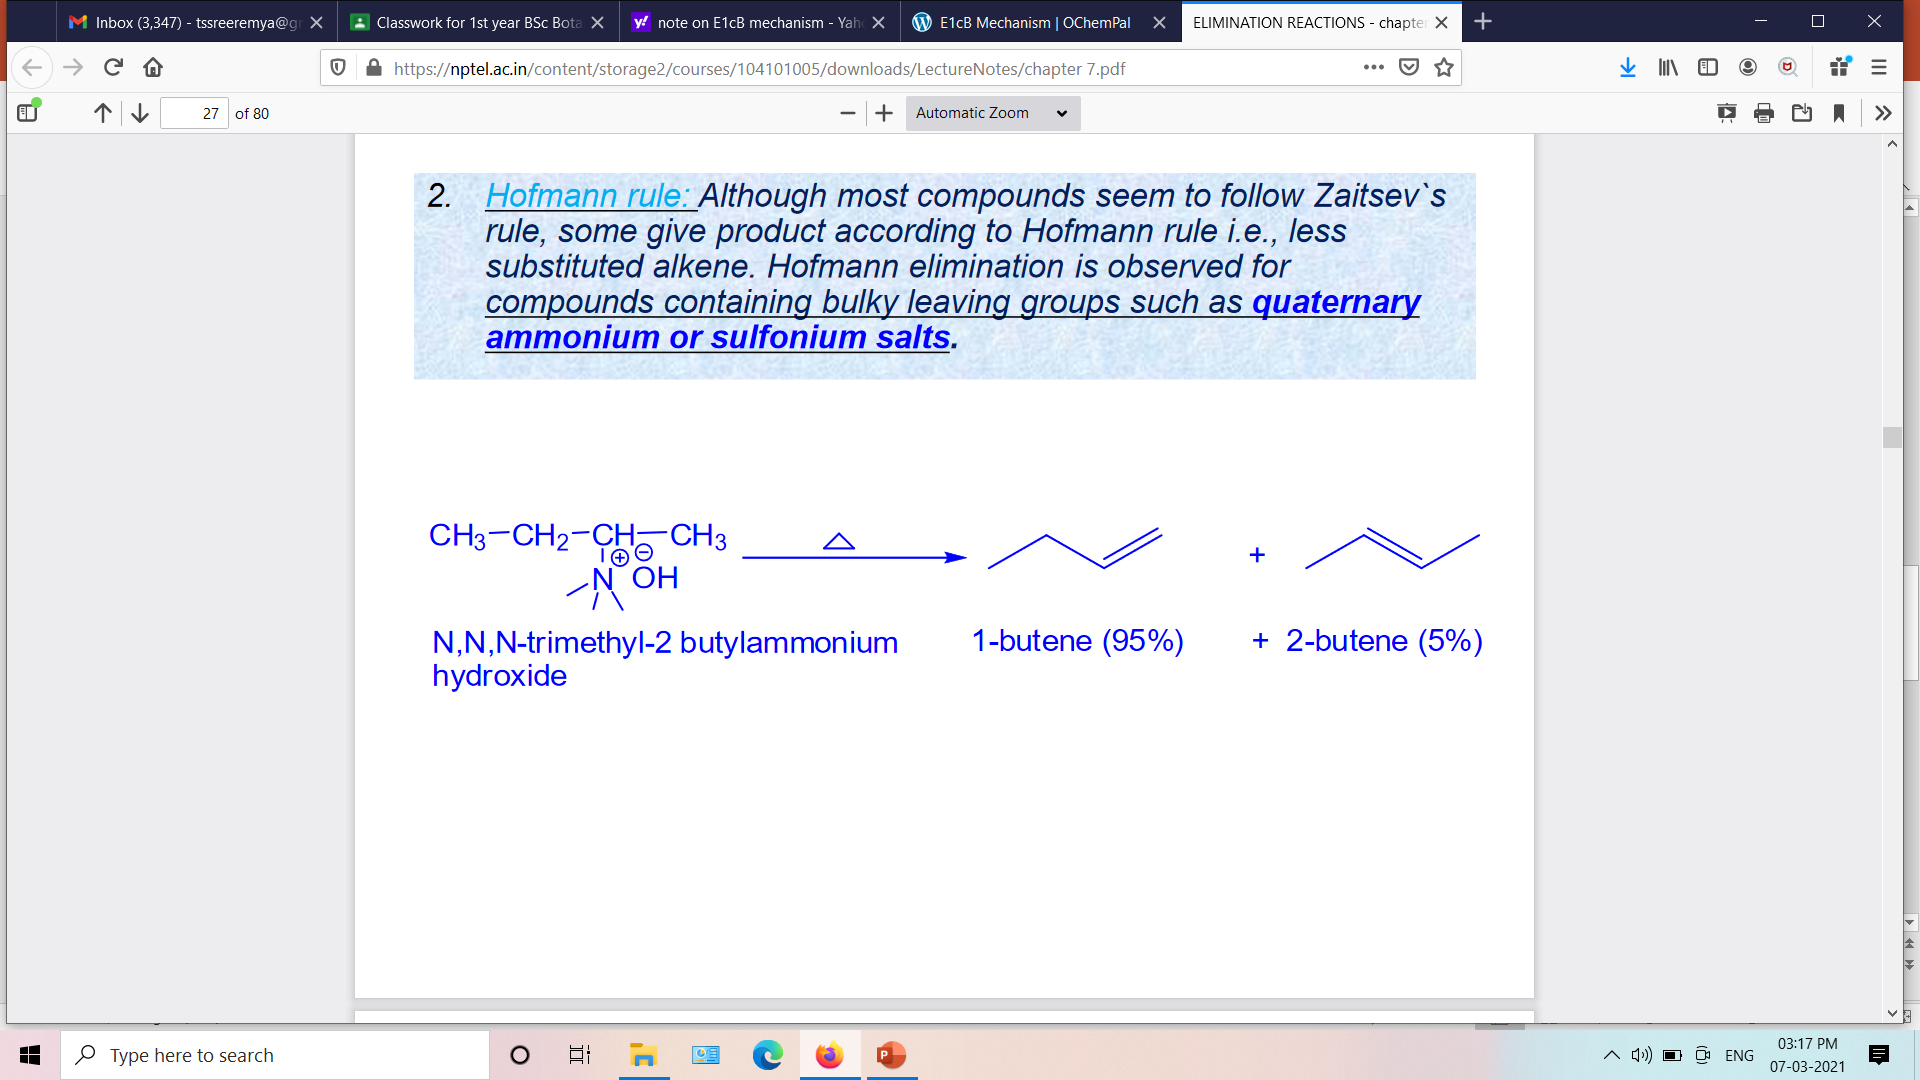 Inbox (3,347) - tssreeremya@gr
Classwork for 1st year BSc Bota
note on E1cB mechanism - Yah
E1cB Mechanism | OChemPal
ELIMINATION REACTIONS - chapte
https://nptel.ac.in/content/storage2/courses/104101005/downloads/LectureNotes/chapter 7.pdf
27 of 80
Automatic Zoom
2. Hofmann rule: Although most compounds seem to follow Zaitsev`s
rule, some give product according to Hofmann rule i.e., less
substituted alkene. Hofmann elimination is observed for
compounds containing bulky leaving groups such as quaternary
ammonium or sulfonium salts.
CH3-CH2-CH-CH3
N OH
+
N,N,N-trimethyl-2 butylammonium
hydroxide
1-butene (95%) + 2-butene (5%)
Type here to search
ENG
03:17 PM
07-03-2021